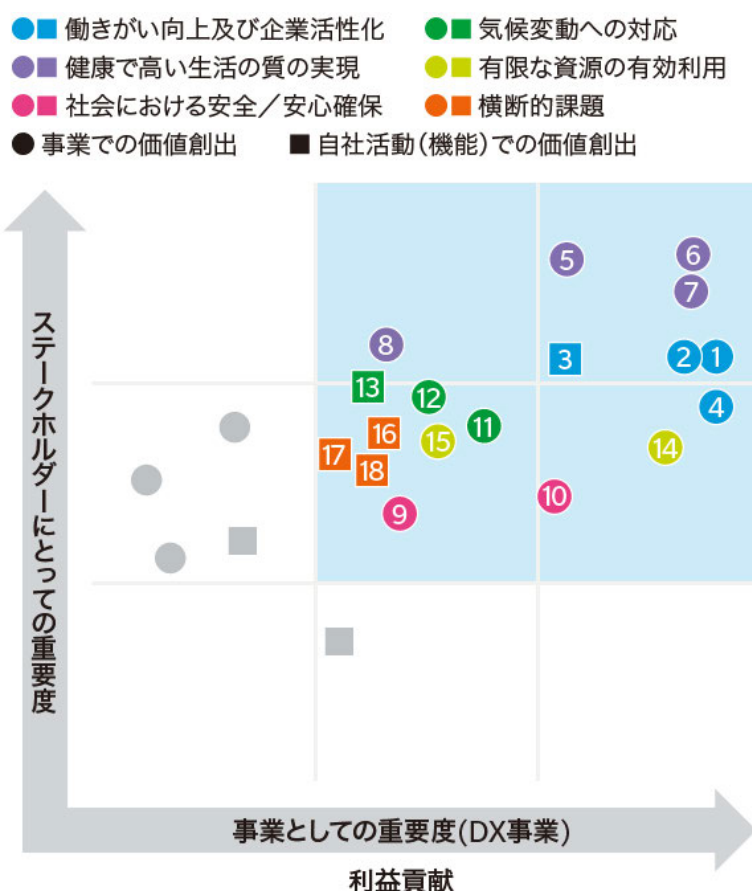 働きがい向上及び企業活性化 気候変動への対応
健康で高い生活の質の実現 有限な資源の有効利用
社会における安全／安心確保 横断的課題
事業での価値創出 自社活動(機能)での価値創出
ステークホルダーにとっての重要度
5 6
7
8 3 2 1
13 12 4
16 15 11 14
17 18
9 10
事業としての重要度(DX事業)
利益貢献